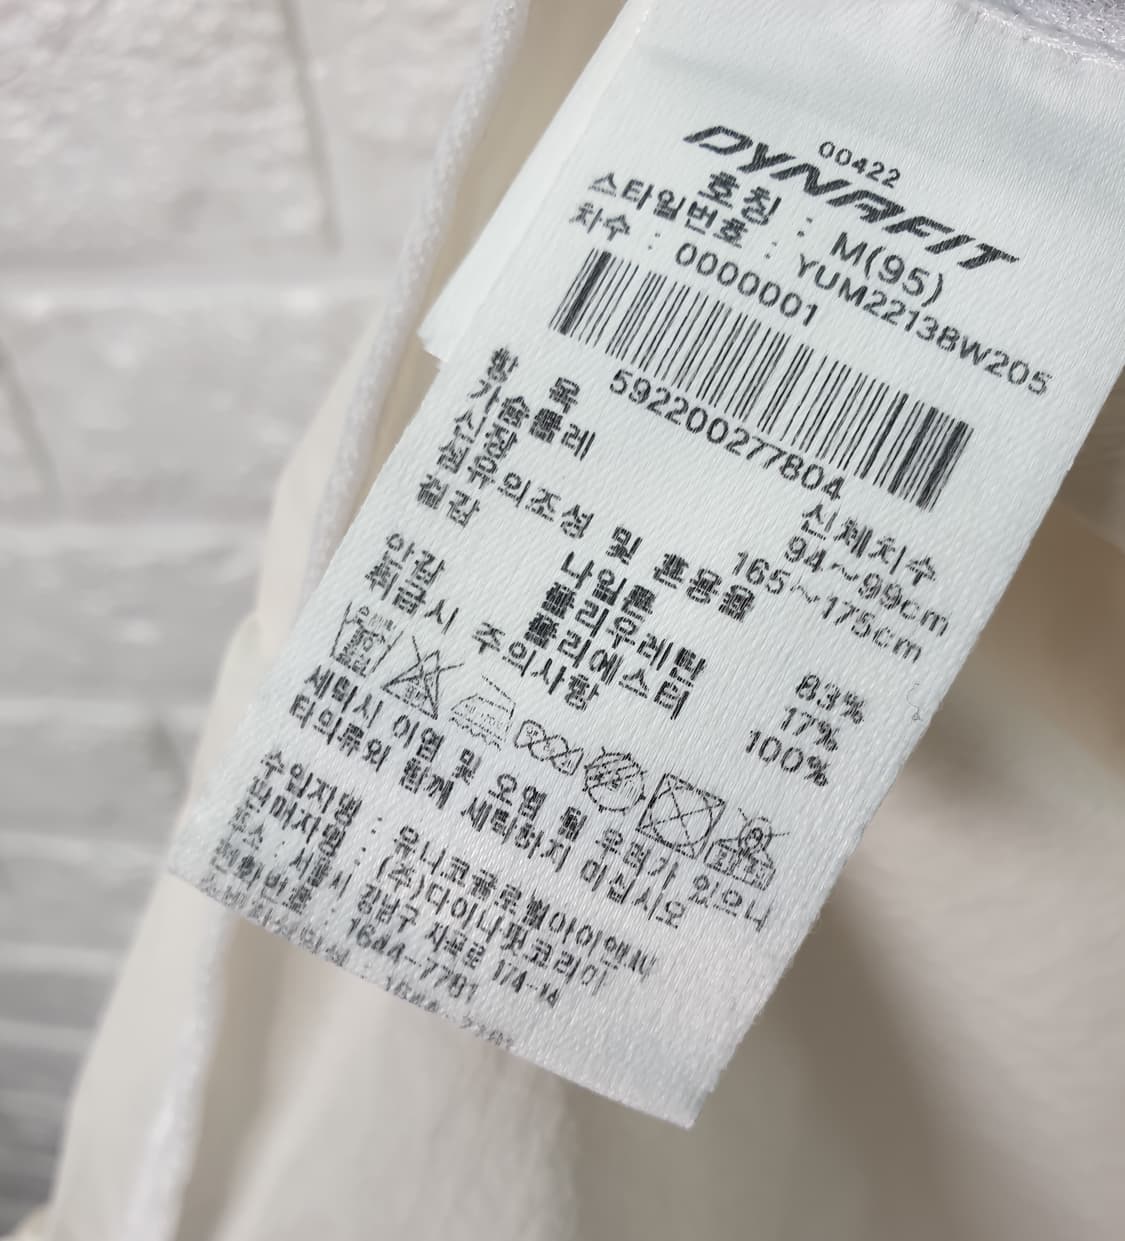 00422
DYNAFIT
호칭 : M(95)
스타일번호 : YUM22138W205
차수 : 0000001
592200277804
항 목 신체치수
가슴둘레 94~99cm
신장 165~175cm
섬유의조성 및 혼용율
겉감 나일론 83%
폴리우레탄 17%
안감 폴리에스터 100%
취급시 주의사항
세탁시 이염 및 오염 될 우려가 있으니
타의류와 함께 세탁하지 마십시오
수입자명 : 유니코글로벌아이앤씨
판매자명 : (주)다이나핏코리아
주소 : 서울시 강남구 174-14
전화번호 : 1644-7781